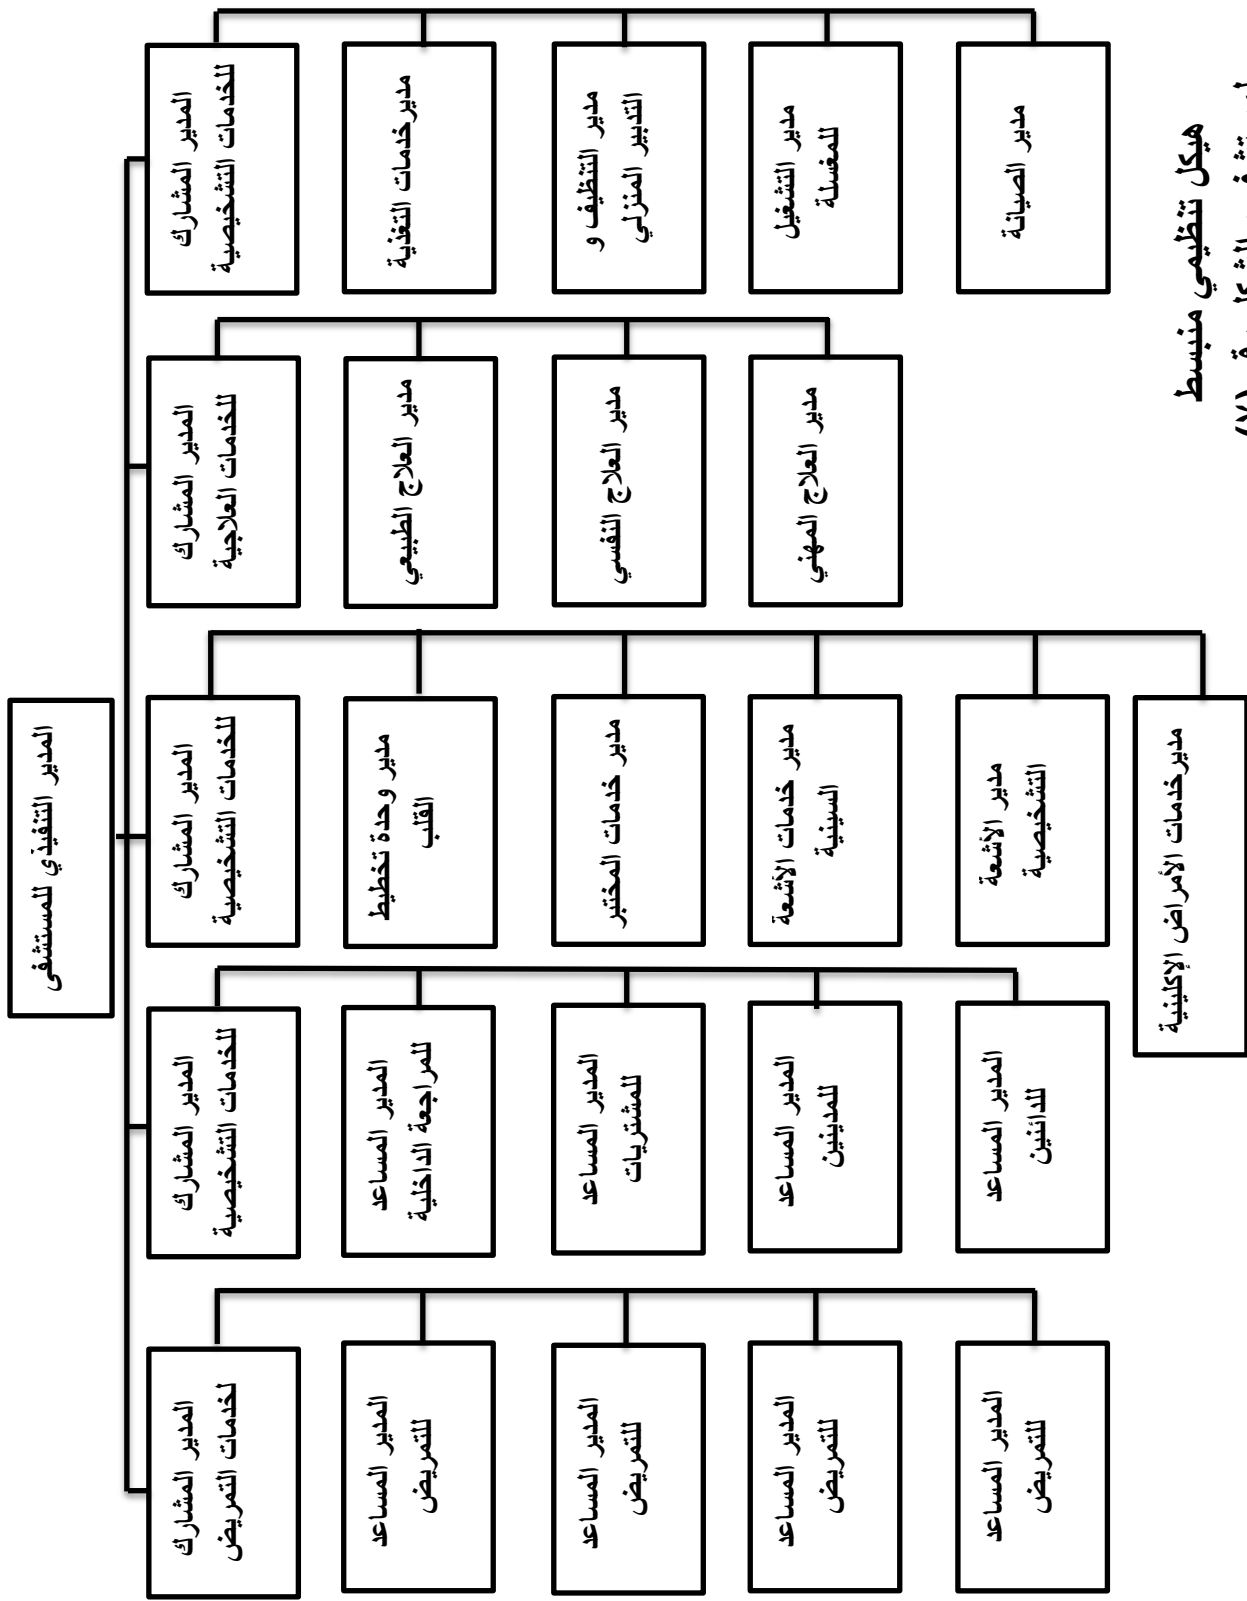 المدير التنفيذي للمستشفى
المدير المشارك
للخدمات التشخيصية
مدير خدمات التغذية
مدير التنظيف و
التدبير المنزلي
مدير التشغيل
للمغسلة
مدير الصيانة
المدير المشارك
للخدمات العلاجية
مدير العلاج الطبيعي
مدير العلاج النفسي
مدير العلاج المهني
المدير المشارك
للخدمات التشخيصية
مدير وحدة تخطيط
القلب
مدير خدمات المختبر
مدير خدمات الأشعة
السينية
مدير الأشعة
التشخيصية
مدير خدمات الأمراض الإكلينية
المدير المشارك
للخدمات التشخيصية
المدير المساعد
للمراجعة الداخلية
المدير المساعد
للمشتريات
المدير المساعد
للمدينين
المدير المساعد
للدائنين
المدير المشارك
لخدمات التمريض
المدير المساعد
للتمريض
المدير المساعد
للتمريض
المدير المساعد
للتمريض
المدير المساعد
للتمريض
هيكل تنظيمي منبسط